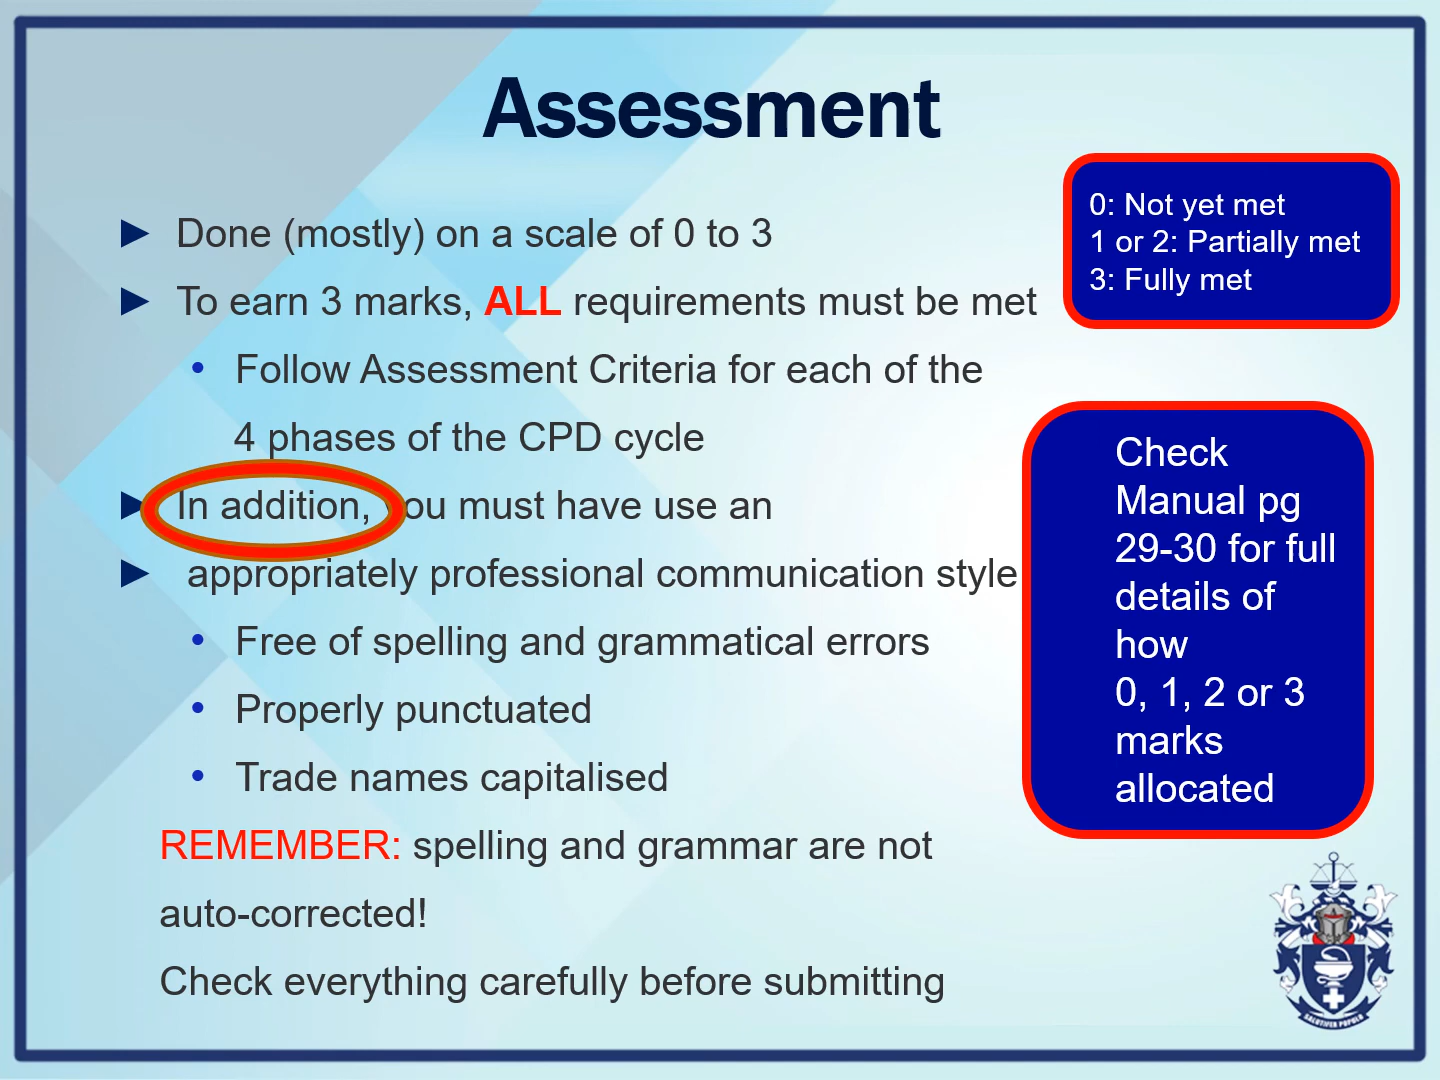 Assessment
Done (mostly) on a scale of 0 to 3
To earn 3 marks, ALL requirements must be met
Follow Assessment Criteria for each of the
4 phases of the CPD cycle
In addition, you must have use an
appropriately professional communication style
Free of spelling and grammatical errors
Properly punctuated
Trade names capitalised
REMEMBER: spelling and grammar are not
auto-corrected!
Check everything carefully before submitting
0: Not yet met
1 or 2: Partially met
3: Fully met
Check
Manual pg
29-30 for full
details of
how
0, 1, 2 or 3
marks
allocated
SALUTIFER POPULO